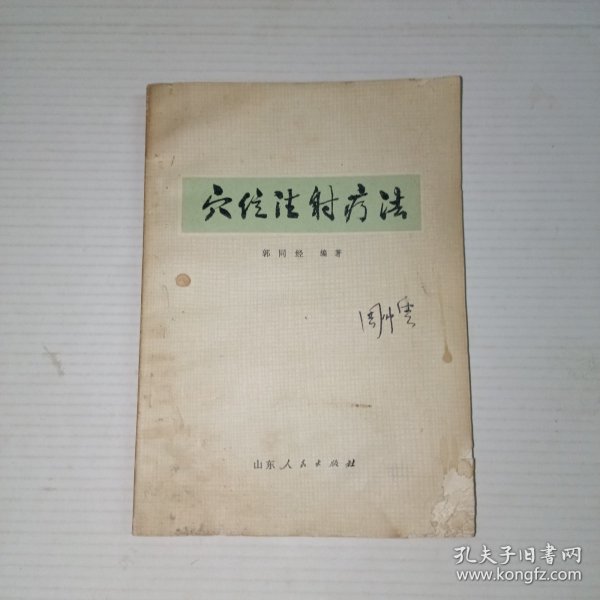 穴位注射疗法
郭同经 编著
山东人民出版社
孔夫子旧书网
www.kongfz.com